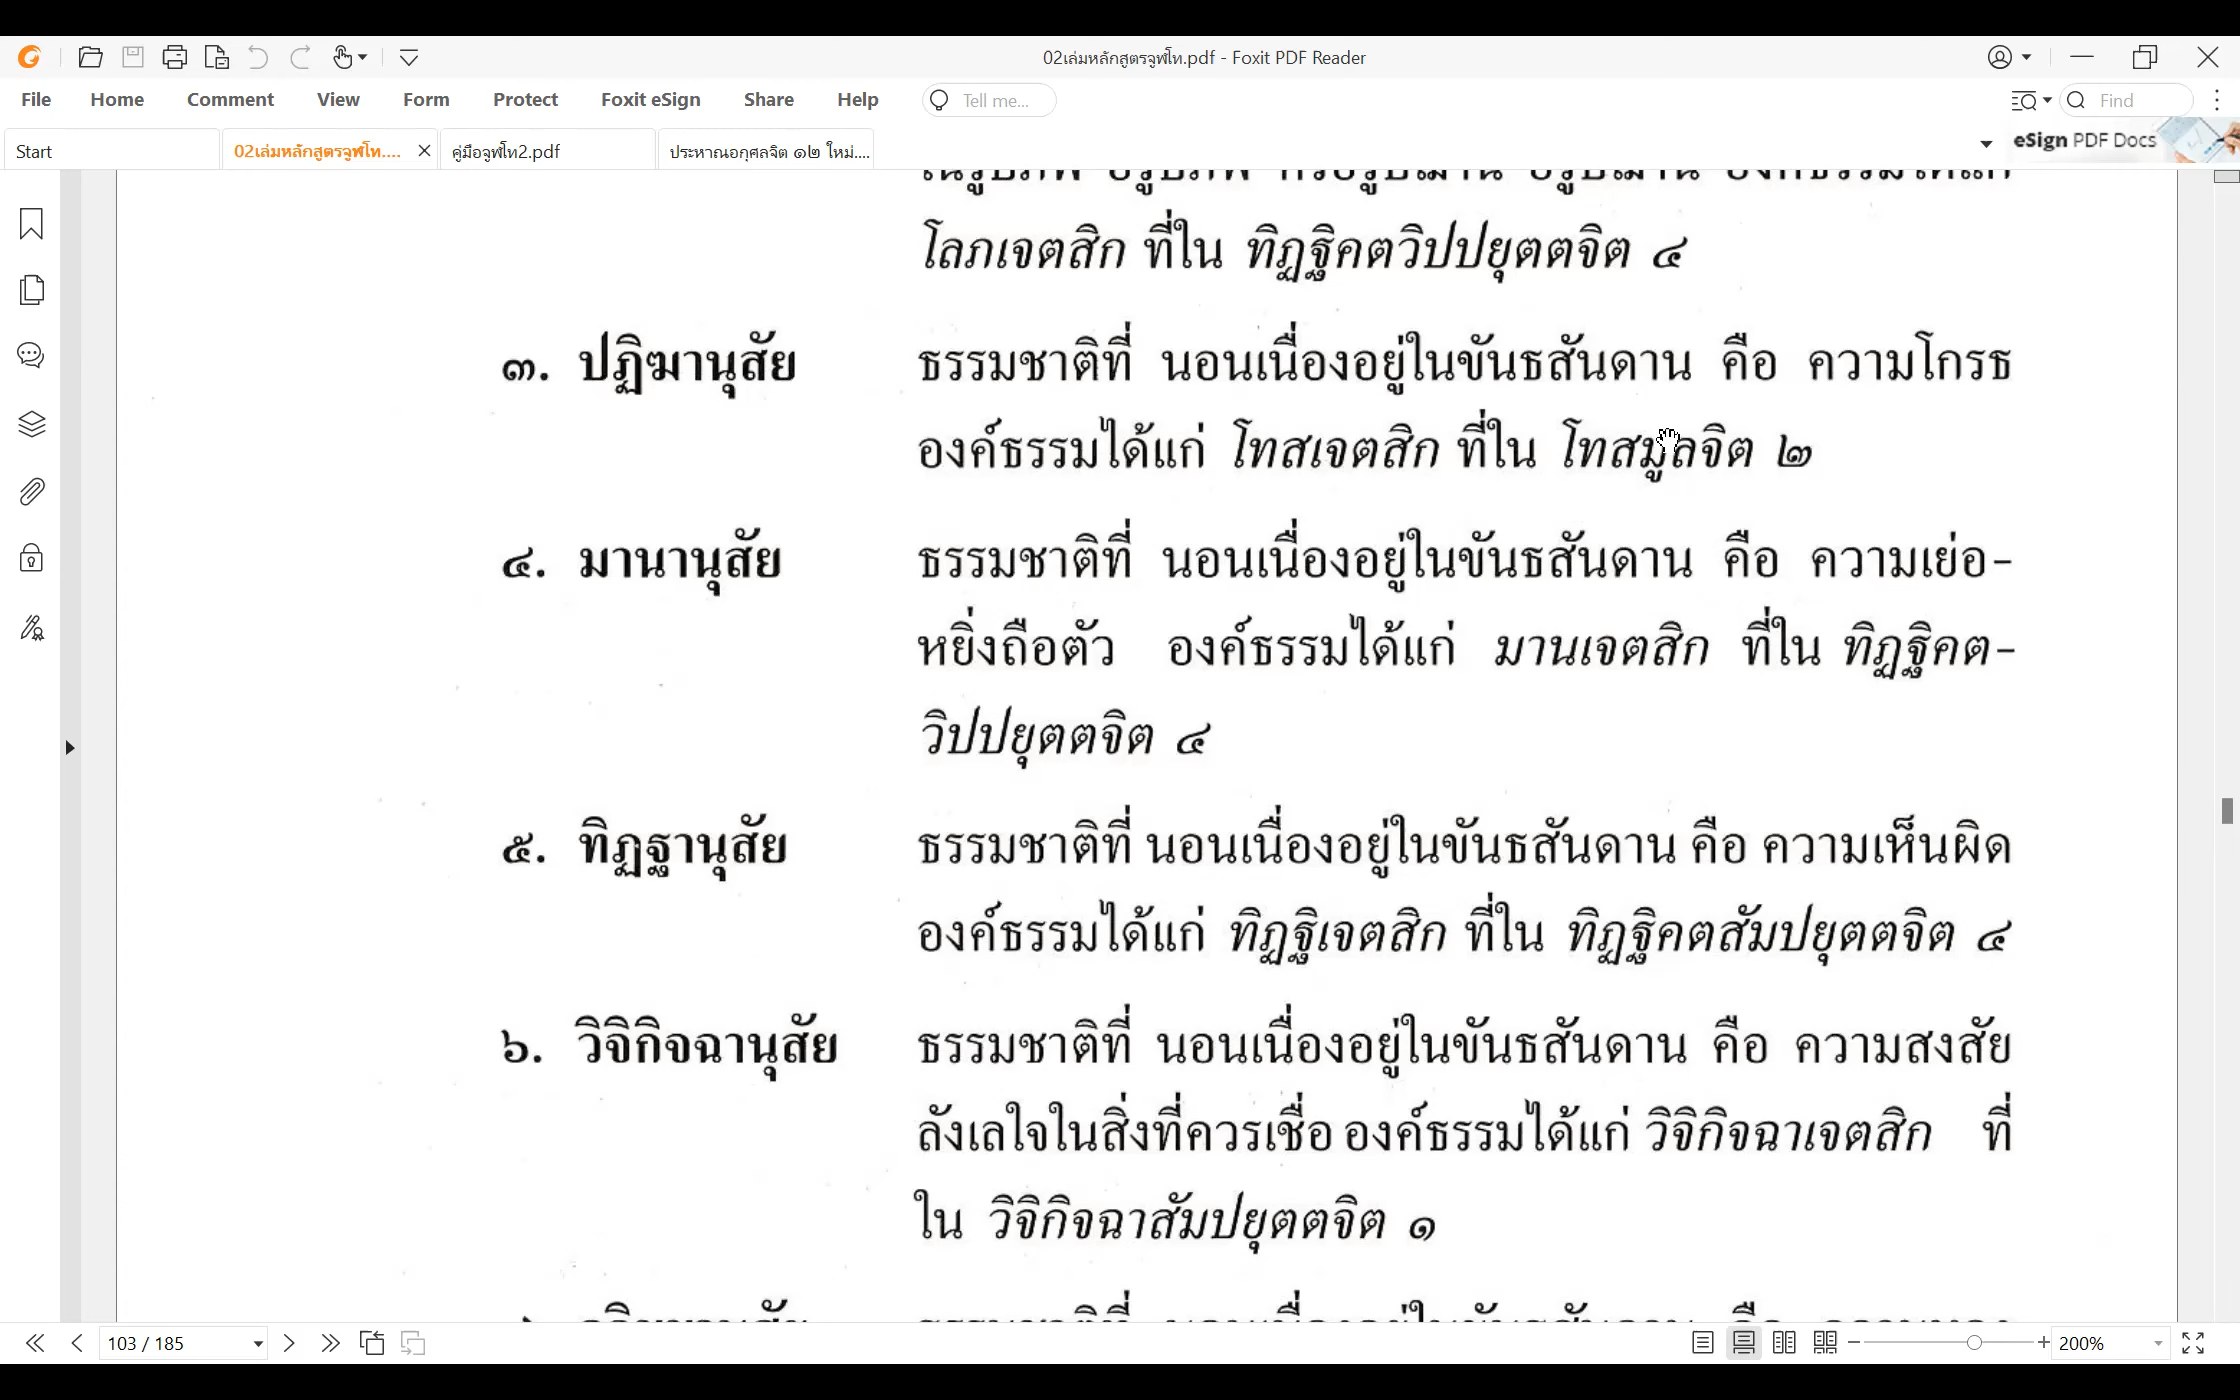 02เล่มหลักสูตรจูฬโท.pdf - Foxit PDF Reader
File Home Comment View Form Protect Foxit eSign Share Help Tell me... Find
Start 02เล่มหลักสูตรจูฬโท.... คู่มือจูฬโท2.pdf ประหาณอกุศลจิต ๑๒ ใหม่.... eSign PDF Docs
โลภเจตสิก ที่ใน ทิฏฐิคตวิปปยุตตจิต ๔
๓. ปฏิฆานุสัย ธรรมชาติที่ นอนเนื่องอยู่ในขันธสันดาน คือ ความโกรธ
องค์ธรรมได้แก่ โทสเจตสิก ที่ใน โทสมูลจิต ๒
๔. มานานุสัย ธรรมชาติที่ นอนเนื่องอยู่ในขันธสันดาน คือ ความเย่อ-
หยิ่งถือตัว องค์ธรรมได้แก่ มานเจตสิก ที่ใน ทิฏฐิคต-
วิปปยุตตจิต ๔
๕. ทิฏฐานุสัย ธรรมชาติที่ นอนเนื่องอยู่ในขันธสันดาน คือ ความเห็นผิด
องค์ธรรมได้แก่ ทิฏฐิเจตสิก ที่ใน ทิฏฐิคตสัมปยุตตจิต ๔
๖. วิจิกิจฉานุสัย ธรรมชาติที่ นอนเนื่องอยู่ในขันธสันดาน คือ ความสงสัย
ลังเลใจในสิ่งที่ควรเชื่อ องค์ธรรมได้แก่ วิจิกิจฉาเจตสิก ที่
ใน วิจิกิจฉาสัมปยุตตจิต ๑
103 / 185 200%